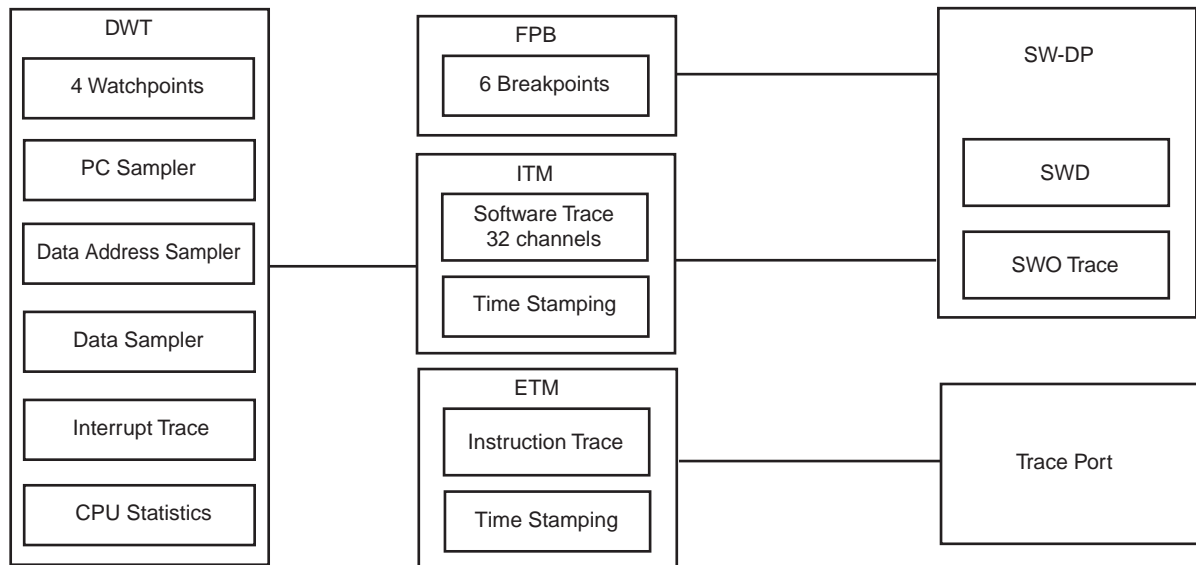 DWT
4 Watchpoints
PC Sampler
Data Address Sampler
Data Sampler
Interrupt Trace
CPU Statistics
FPB
6 Breakpoints
ITM
Software Trace
32 channels
Time Stamping
ETM
Instruction Trace
Time Stamping
SW-DP
SWD
SWO Trace
Trace Port